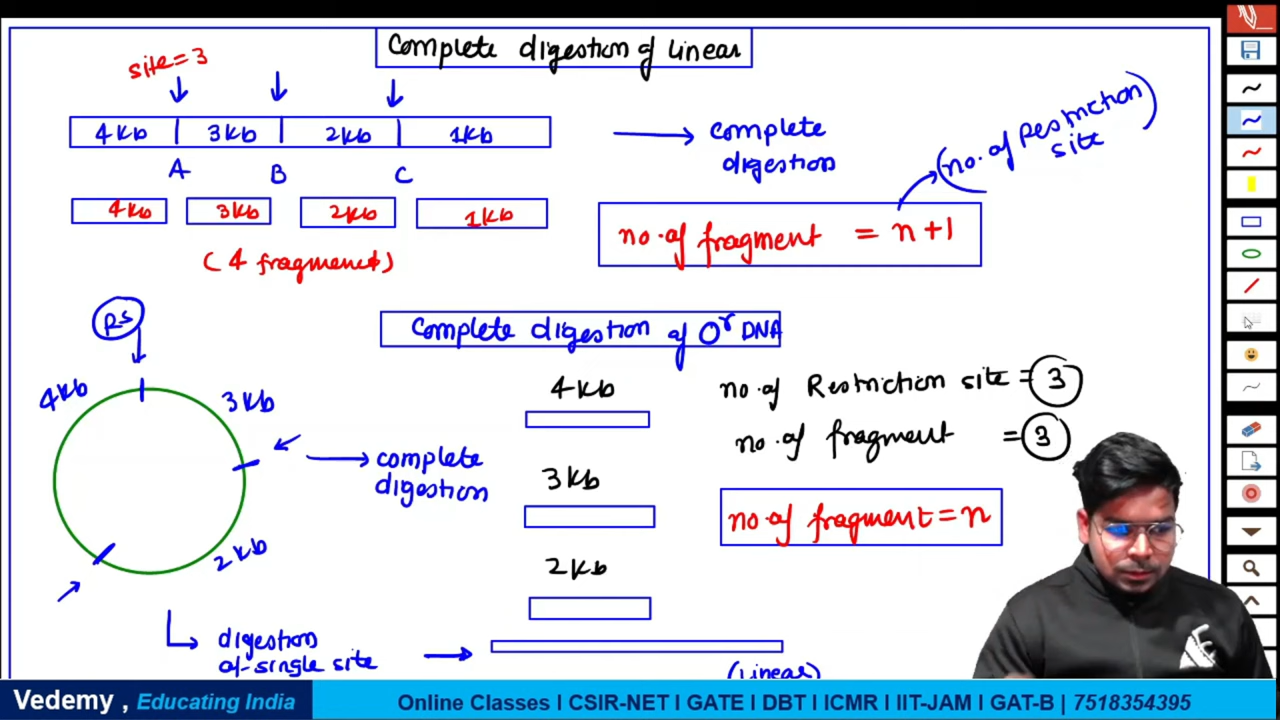 Complete digestion of Linear
site = 3
4Kb 3Kb 2Kb 1Kb
A B C
complete
digestion
(no. of Restriction
site)
4Kb 3Kb 2Kb 1Kb
no. of fragment = n+1
(4 fragment)
RS
Complete digestion of Oʳ DNA
4Kb
3Kb
2Kb
complete
digestion
4Kb
3Kb
2Kb
no. of Restriction site = 3
no. of fragment = 3
no. of fragment = n
digestion
of single site
(Linear)
Vedemy , Educating India
Online Classes I CSIR-NET I GATE I DBT I ICMR I IIT-JAM I GAT-B I 7518354395